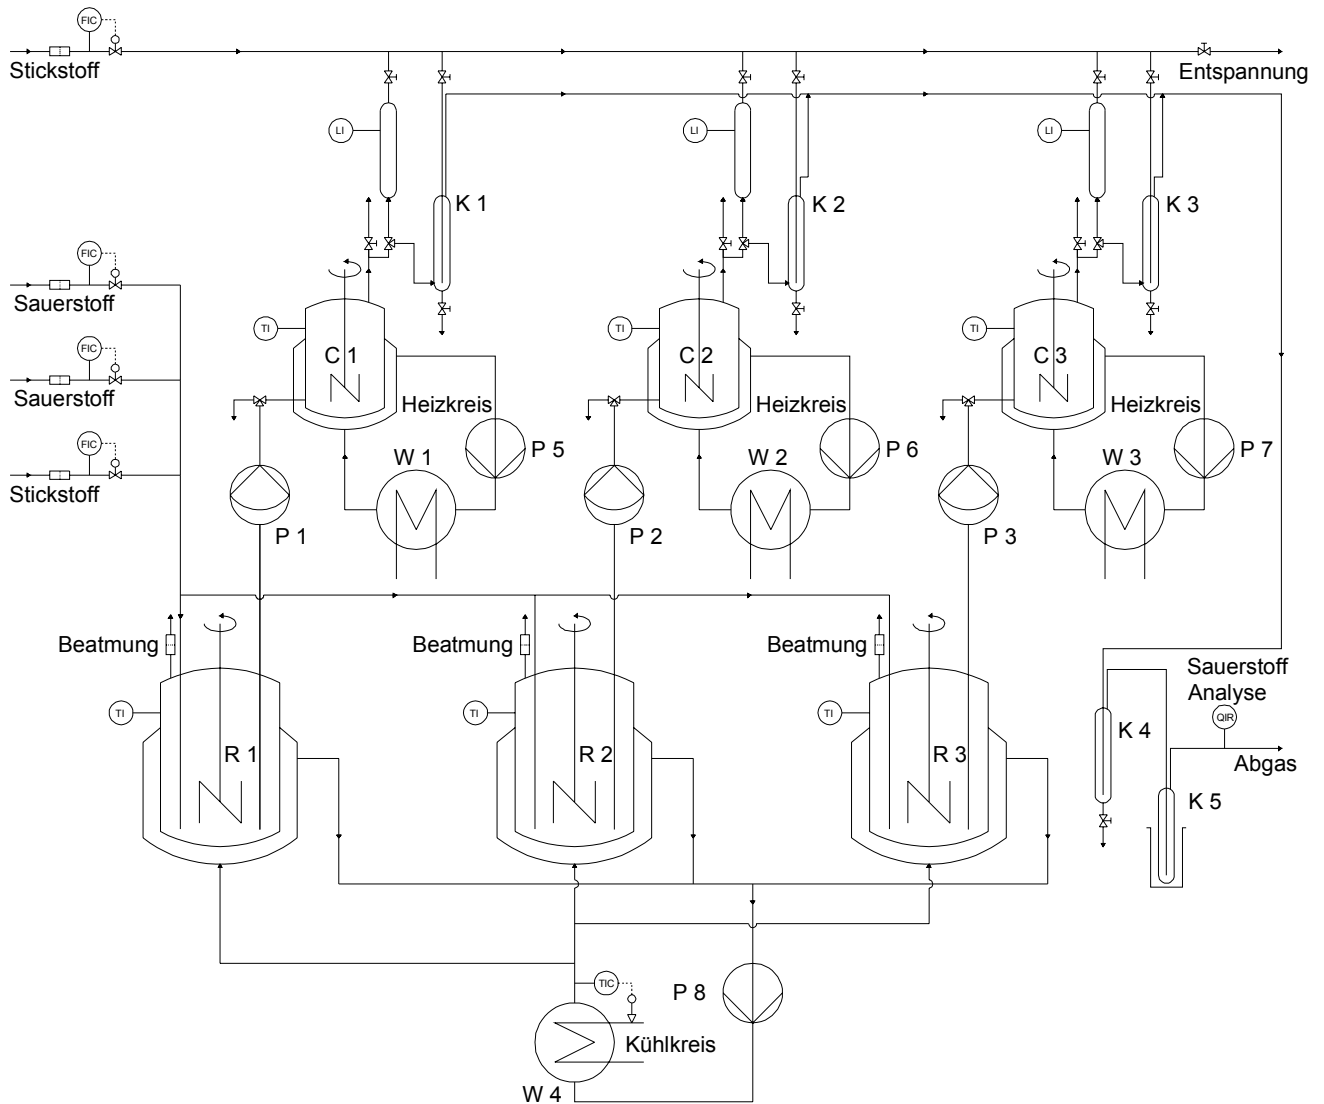 FIC
Stickstoff
Entspannung
LI
LI
LI
K 1
K 2
K 3
FIC
Sauerstoff
TI
TI
TI
FIC
C 1
C 2
C 3
Sauerstoff
Heizkreis
Heizkreis
Heizkreis
FIC
P 5
P 6
P 7
W 1
W 2
W 3
Stickstoff
P 1
P 2
P 3
Beatmung
Beatmung
Beatmung
Sauerstoff
Analyse
TI
TI
TI
QIR
K 4
R 1
R 2
R 3
Abgas
K 5
TIC
P 8
Kühlkreis
W 4